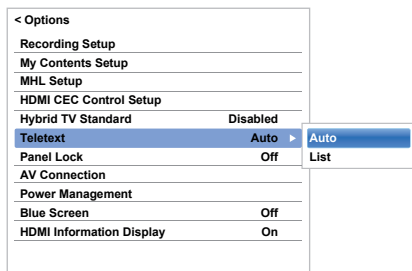 < Options
Recording Setup
My Contents Setup
MHL Setup
HDMI CEC Control Setup
Hybrid TV Standard Disabled
Teletext Auto ▶ Auto
Panel Lock Off List
AV Connection
Power Management
Blue Screen Off
HDMI Information Display On